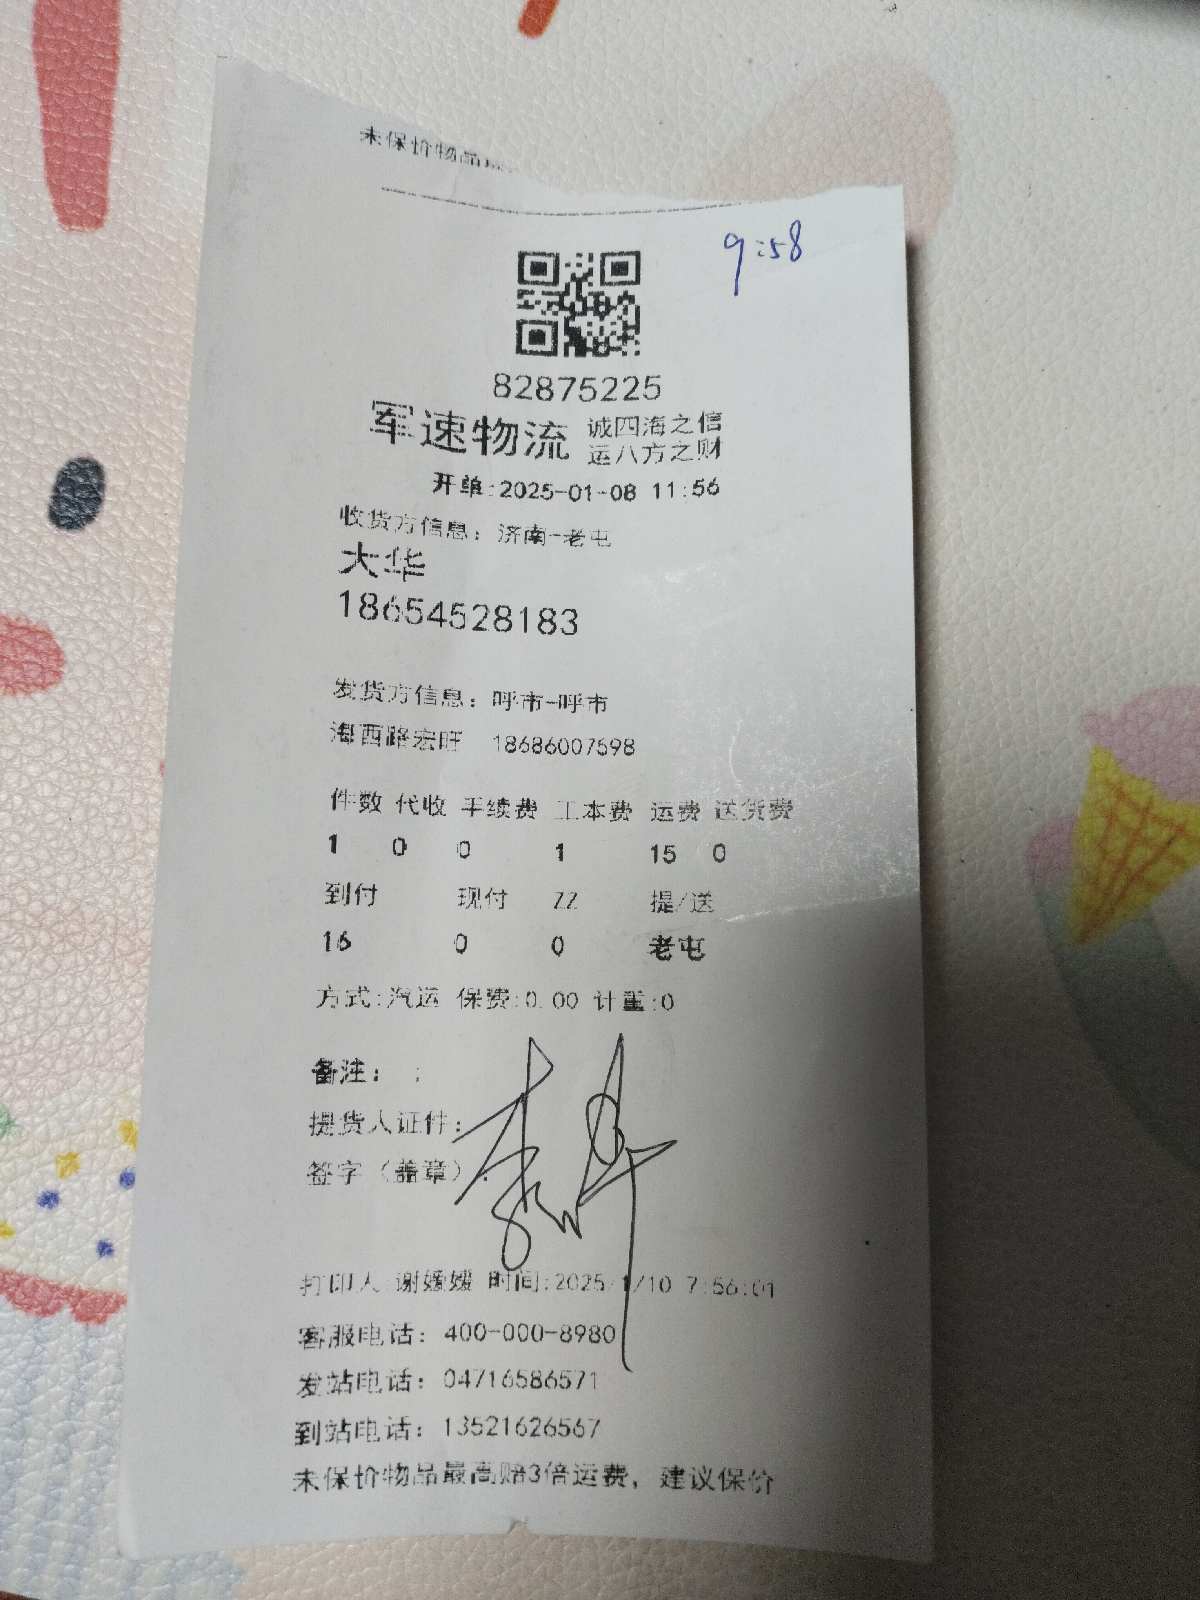 未保价物品最
9:58
82875225
军速物流 诚四海之信
运八方之财
开单:2025-01-08 11:56
收货方信息：济南-老屯
大华
18654528183
发货方信息：呼市-呼市
海西路宏旺 18686007598
件数 代收 手续费 工本费 运费 送货费
1 0 0 1 15 0
到付 现付 ZZ 提/送
16 0 0 老屯
方式:汽运 保费:0.00 计重:0
备注： ;
提货人证件：
签字（盖章）:
打印人:谢媛媛 时间:2025/1/10 7:56:01
客服电话：400-000-8980
发站电话：04716586571
到站电话：13521626567
未保价物品最高赔3倍运费，建议保价